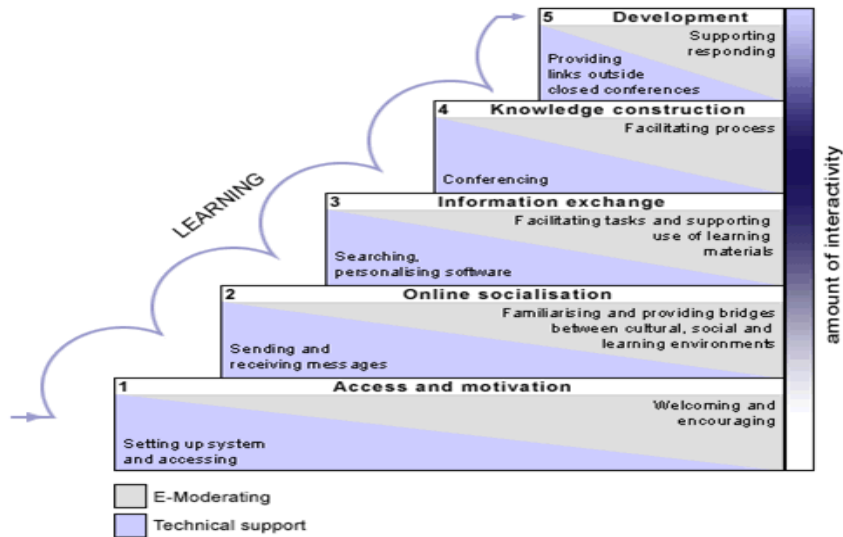 5 Development
Supporting
responding
Providing
links outside
closed conferences
4 Knowledge construction
Facilitating process
Conferencing
3 Information exchange
Facilitating tasks and supporting
use of learning
materials
Searching,
personalising software
2 Online socialisation
Familiarising and providing bridges
between cultural, social and
learning environments
Sending and
receiving messages
1 Access and motivation
Welcoming and
encouraging
Setting up system
and accessing
LEARNING
amount of interactivity
E-Moderating
Technical support